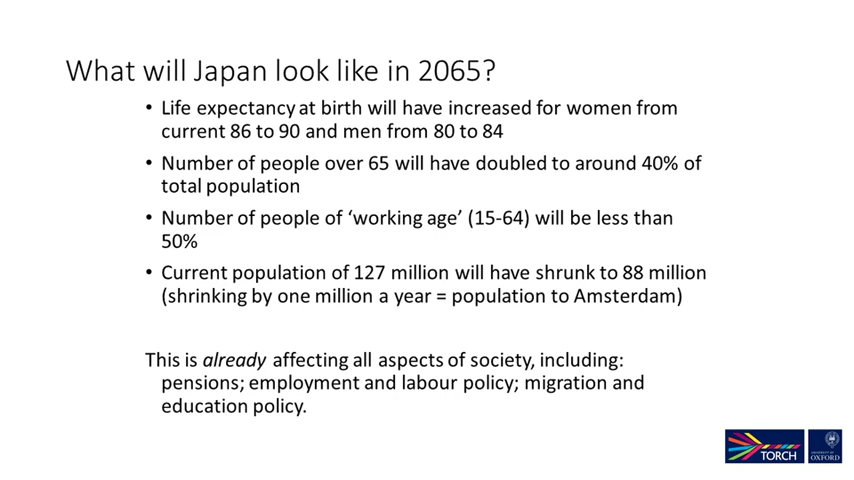 What will Japan look like in 2065?
• Life expectancy at birth will have increased for women from
current 86 to 90 and men from 80 to 84
• Number of people over 65 will have doubled to around 40% of
total population
• Number of people of ‘working age’ (15-64) will be less than
50%
• Current population of 127 million will have shrunk to 88 million
(shrinking by one million a year = population to Amsterdam)
This is already affecting all aspects of society, including:
pensions; employment and labour policy; migration and
education policy.
TORCH
UNIVERSITY OF
OXFORD